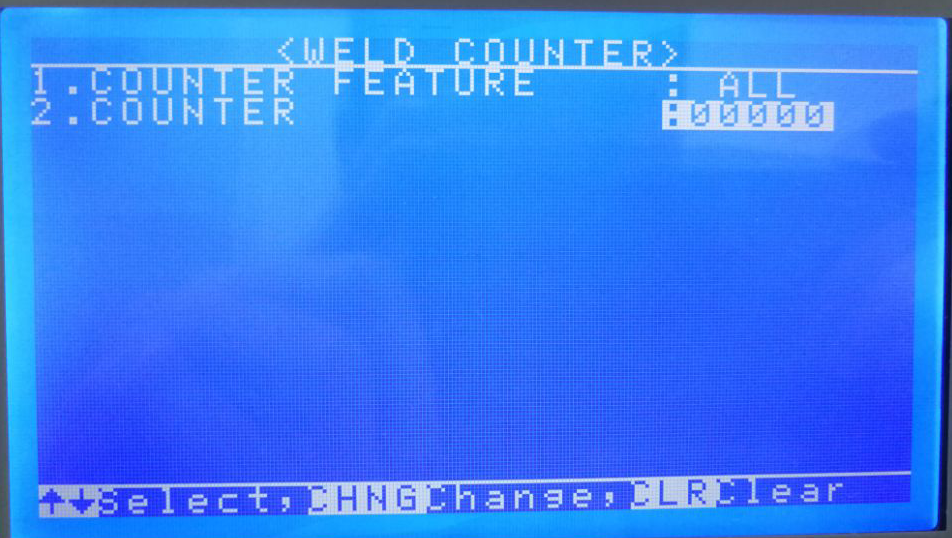 <WELD COUNTER>
1.COUNTER FEATURE : ALL
2.COUNTER :00000
↑↓Select, CHNGChange, CLRClear